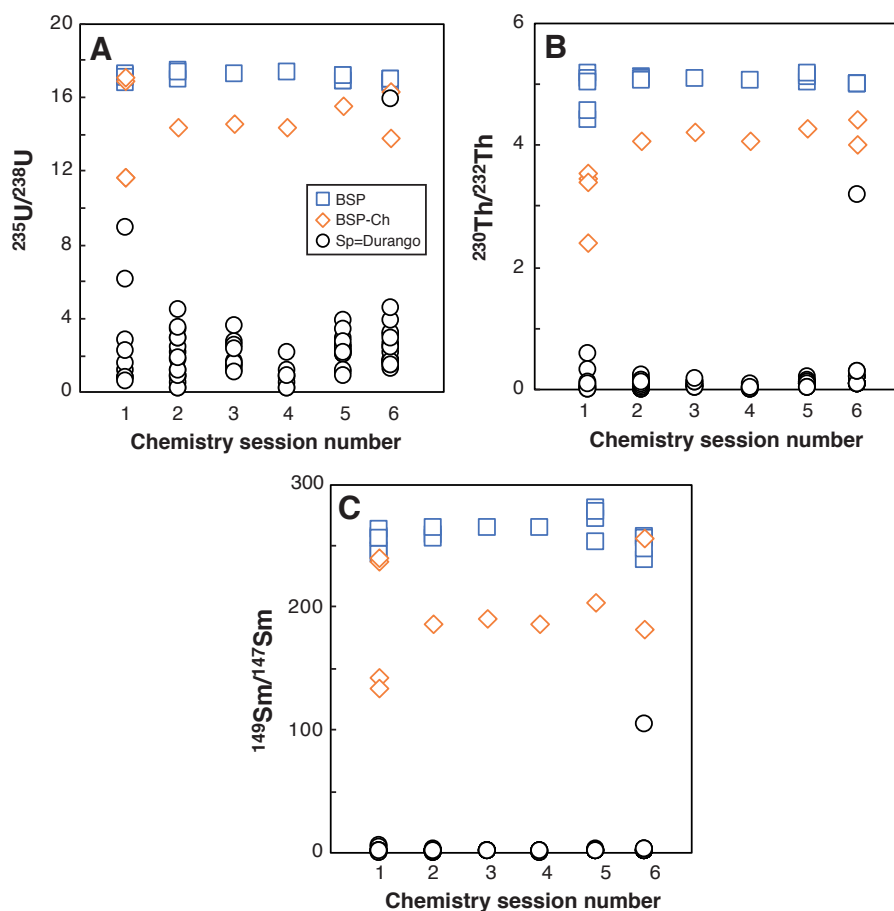 A
20
16
12
8
4
0
²³⁵U/²³⁸U
BSP
BSP-Ch
Sp=Durango
1 2 3 4 5 6
Chemistry session number
B
6
4
2
0
²³⁰Th/²³²Th
1 2 3 4 5 6
Chemistry session number
C
300
200
100
0
¹⁴⁹Sm/¹⁴⁷Sm
1 2 3 4 5 6
Chemistry session number